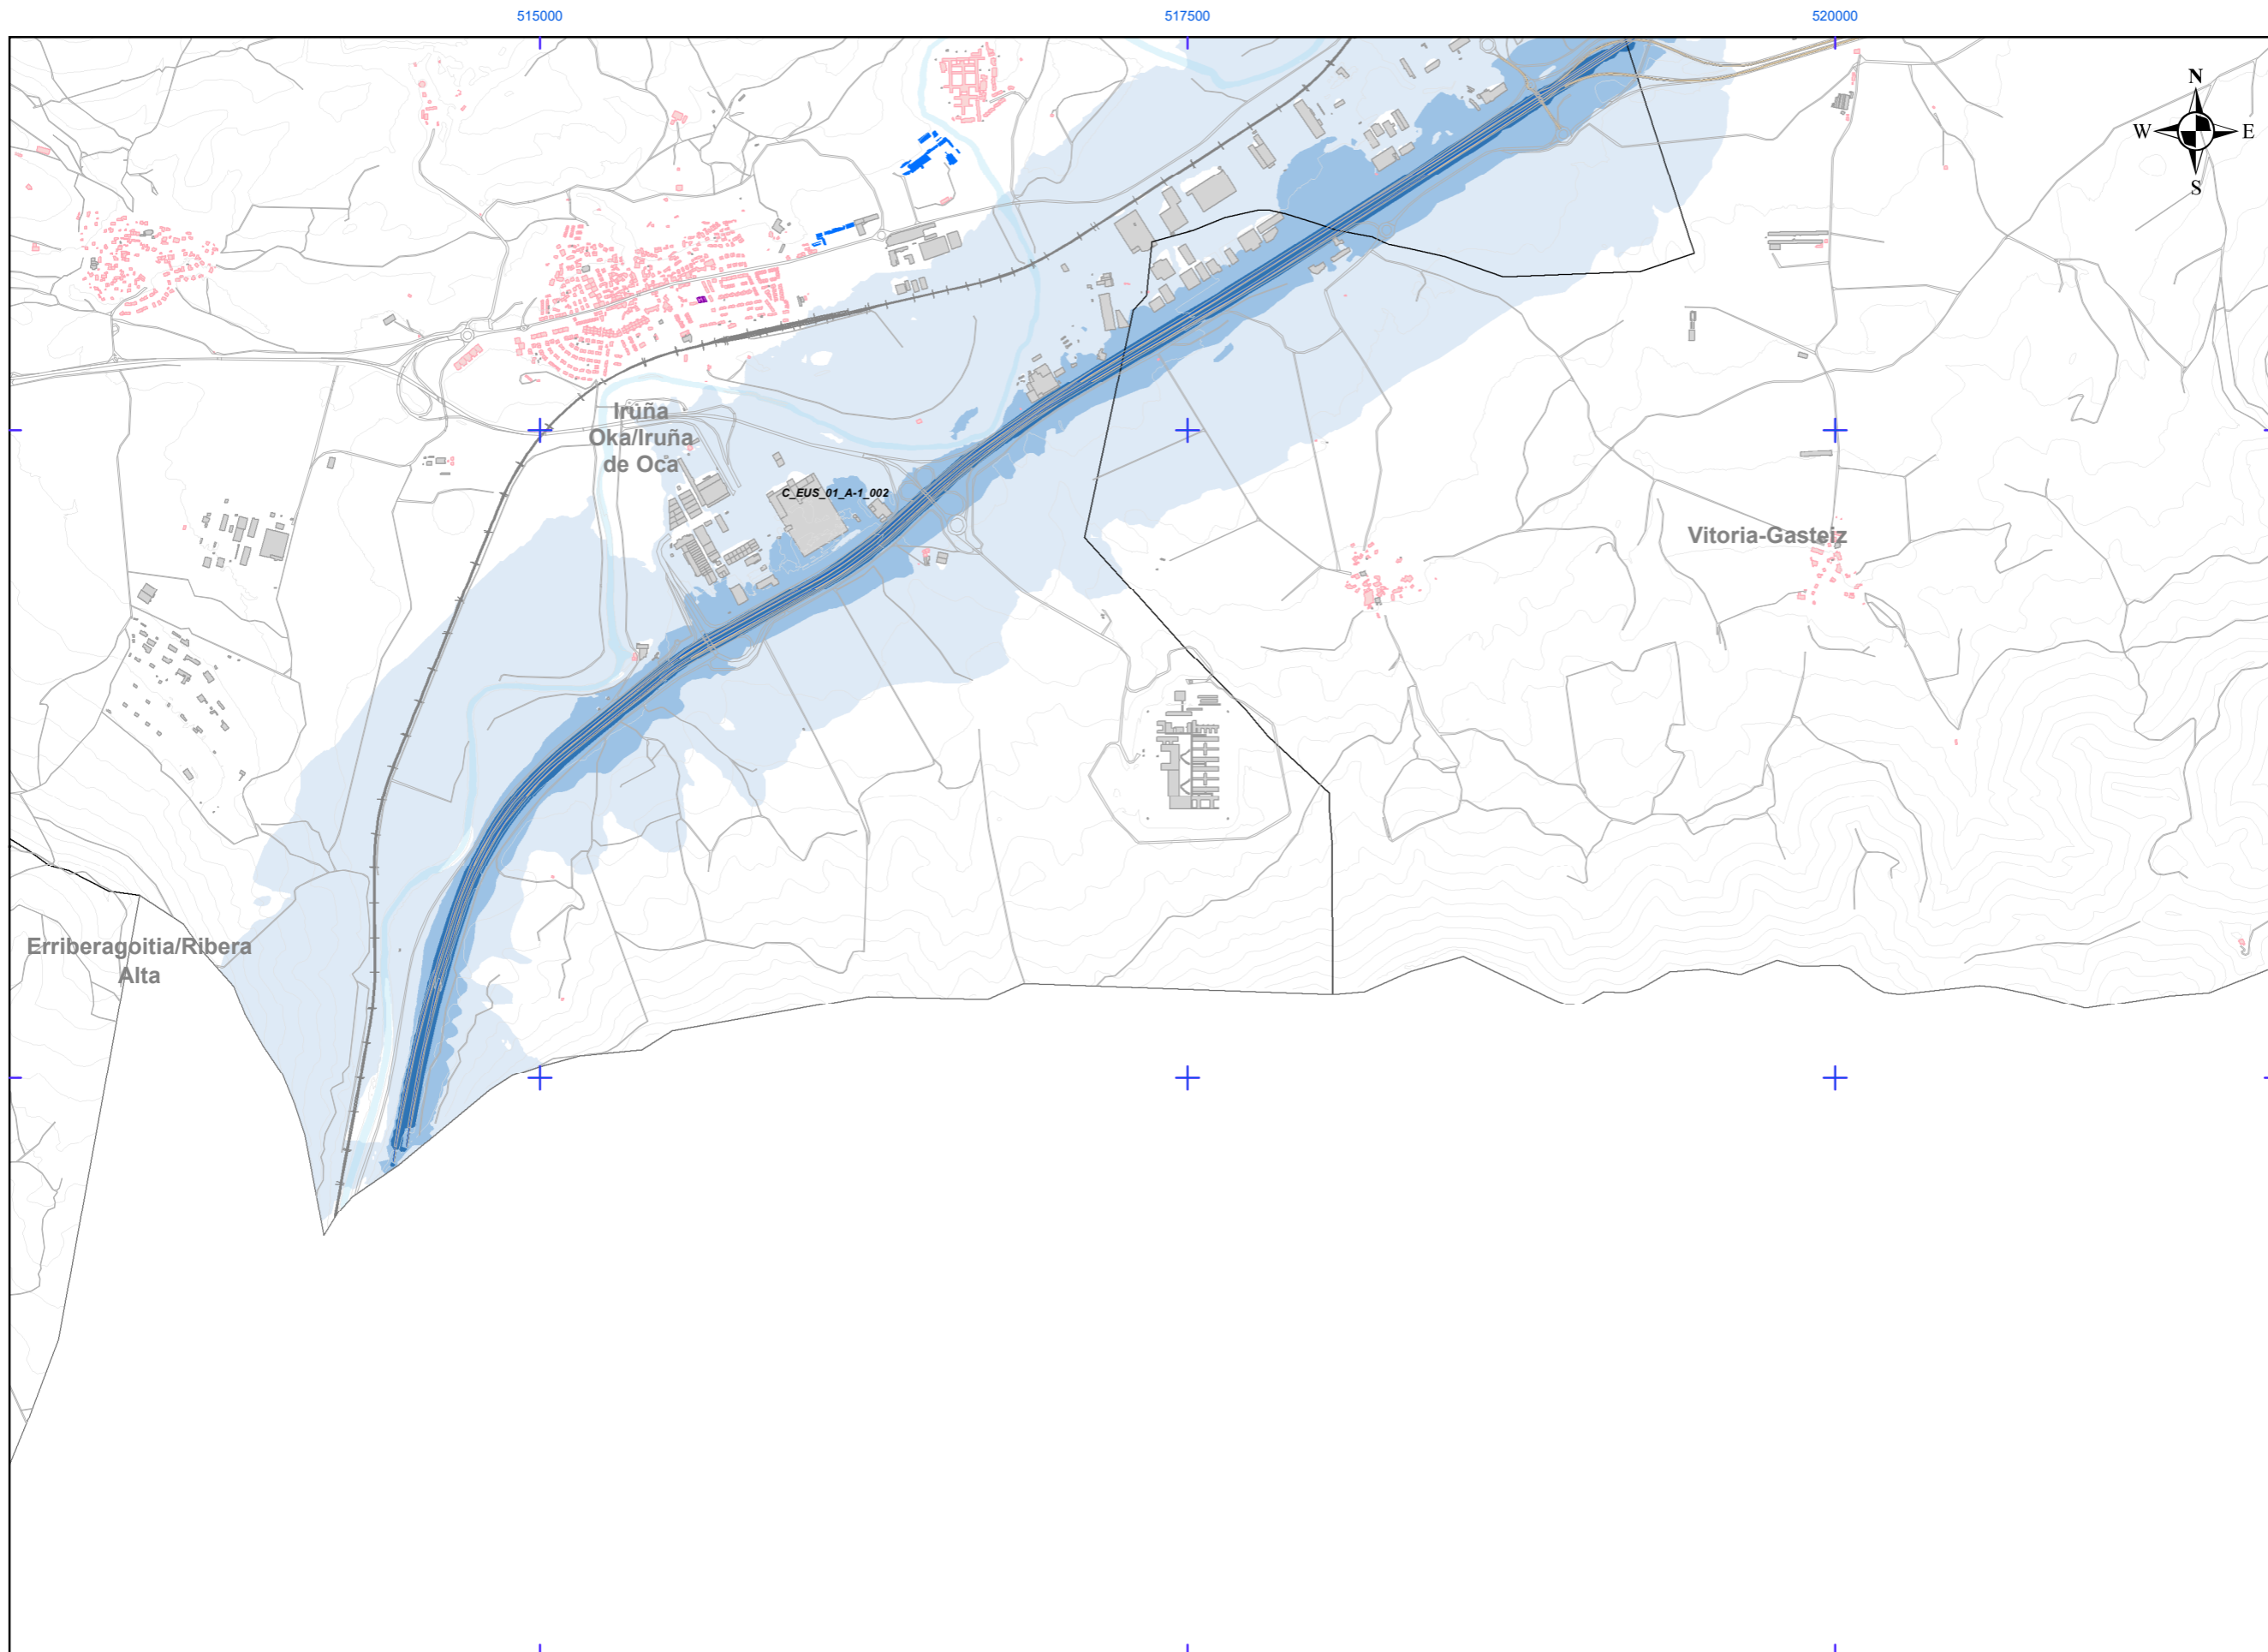 515000
517500
520000
N
W
E
S
Iruña
Oka/Iruña
de Oca
C_EUS_01_A-1_002
Vitoria-Gasteiz
Erriberagoitia/Ribera
Alta